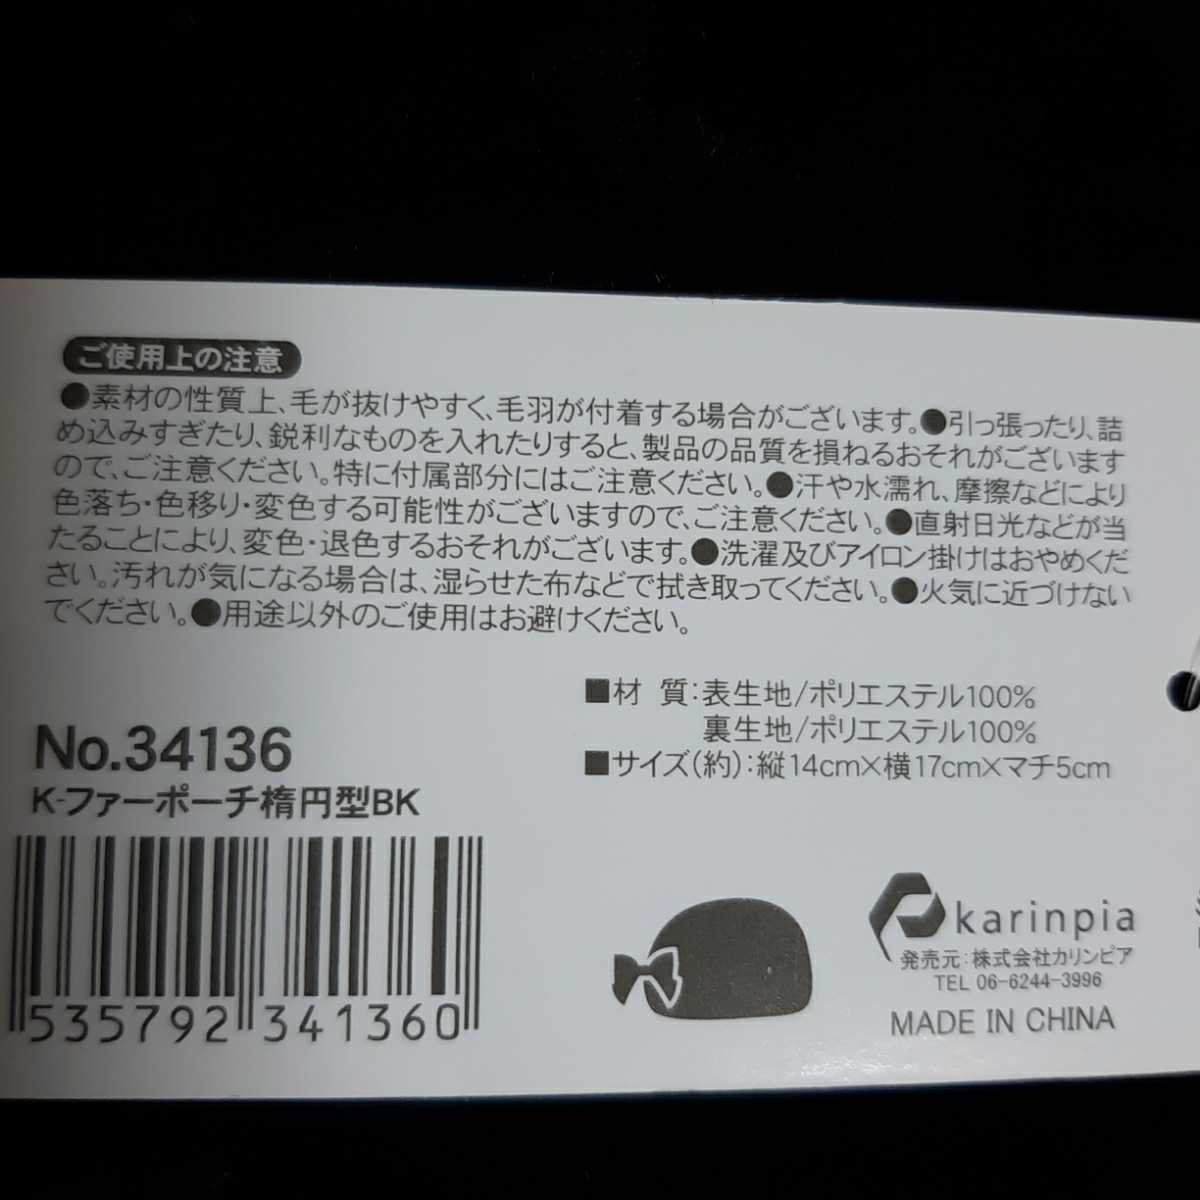 ご使用上の注意
●素材の性質上、毛が抜けやすく、毛羽が付着する場合がございます。●引っ張ったり、詰
め込みすぎたり、鋭利なものを入れたりすると、製品の品質を損ねるおそれがございます
ので、ご注意ください。特に付属部分にはご注意ください。●汗や水濡れ、摩擦などにより
色落ち・色移り・変色する可能性がございますので、ご注意ください。●直射日光などが当
たることにより、変色・退色するおそれがございます。●洗濯及びアイロン掛けはおやめくだ
さい。汚れが気になる場合は、湿らせた布などで拭き取ってください。●火気に近づけない
でください。●用途以外のご使用はお避けください。
■材 質：表生地/ポリエステル100%
裏生地/ポリエステル100%
■サイズ(約)：縦14cm×横17cm×マチ5cm
No.34136
K-ファーポーチ楕円型BK
535792 341360
karinpia
発売元：株式会社カリンピア
TEL 06-6244-3996
MADE IN CHINA